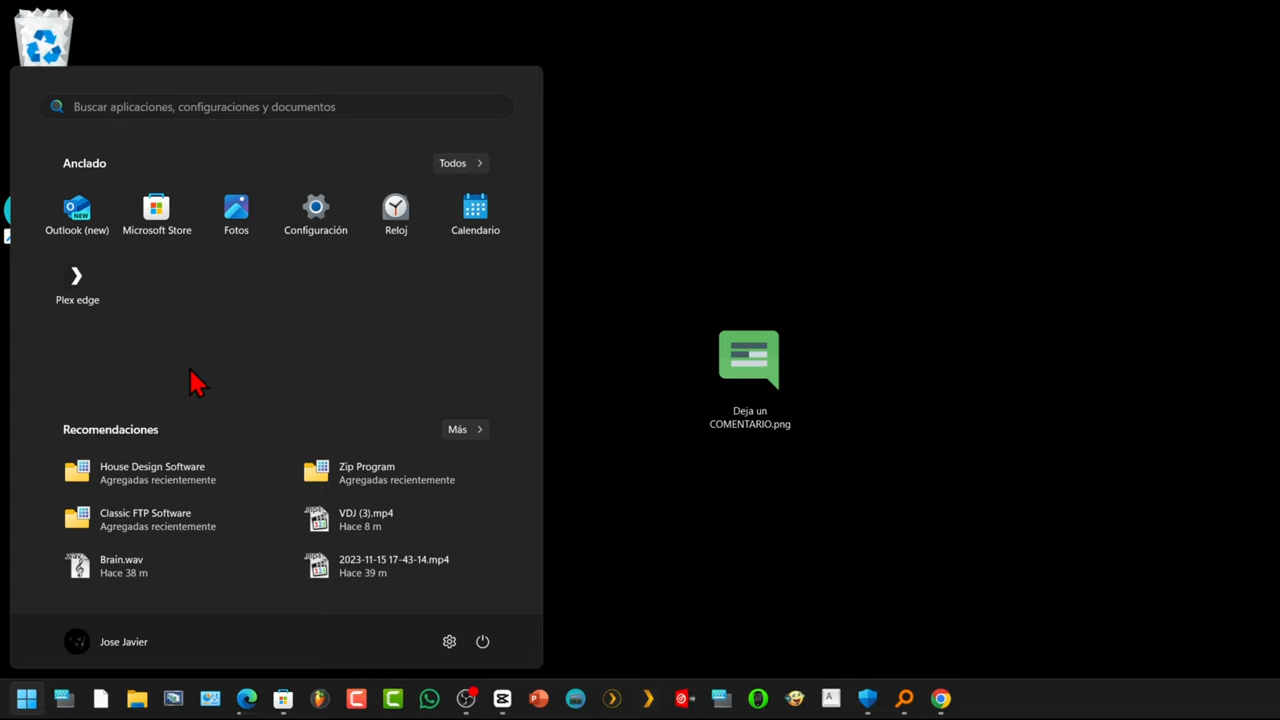 Buscar aplicaciones, configuraciones y documentos
Anclado
Todos
Outlook (new)
Microsoft Store
Fotos
Configuración
Reloj
Calendario
Plex edge
Recomendaciones
Más
House Design Software
Agregadas recientemente
Zip Program
Agregadas recientemente
Classic FTP Software
Agregadas recientemente
VDJ (3).mp4
Hace 8 m
Brain.wav
Hace 38 m
2023-11-15 17-43-14.mp4
Hace 39 m
Jose Javier
Deja un
COMENTARIO.png